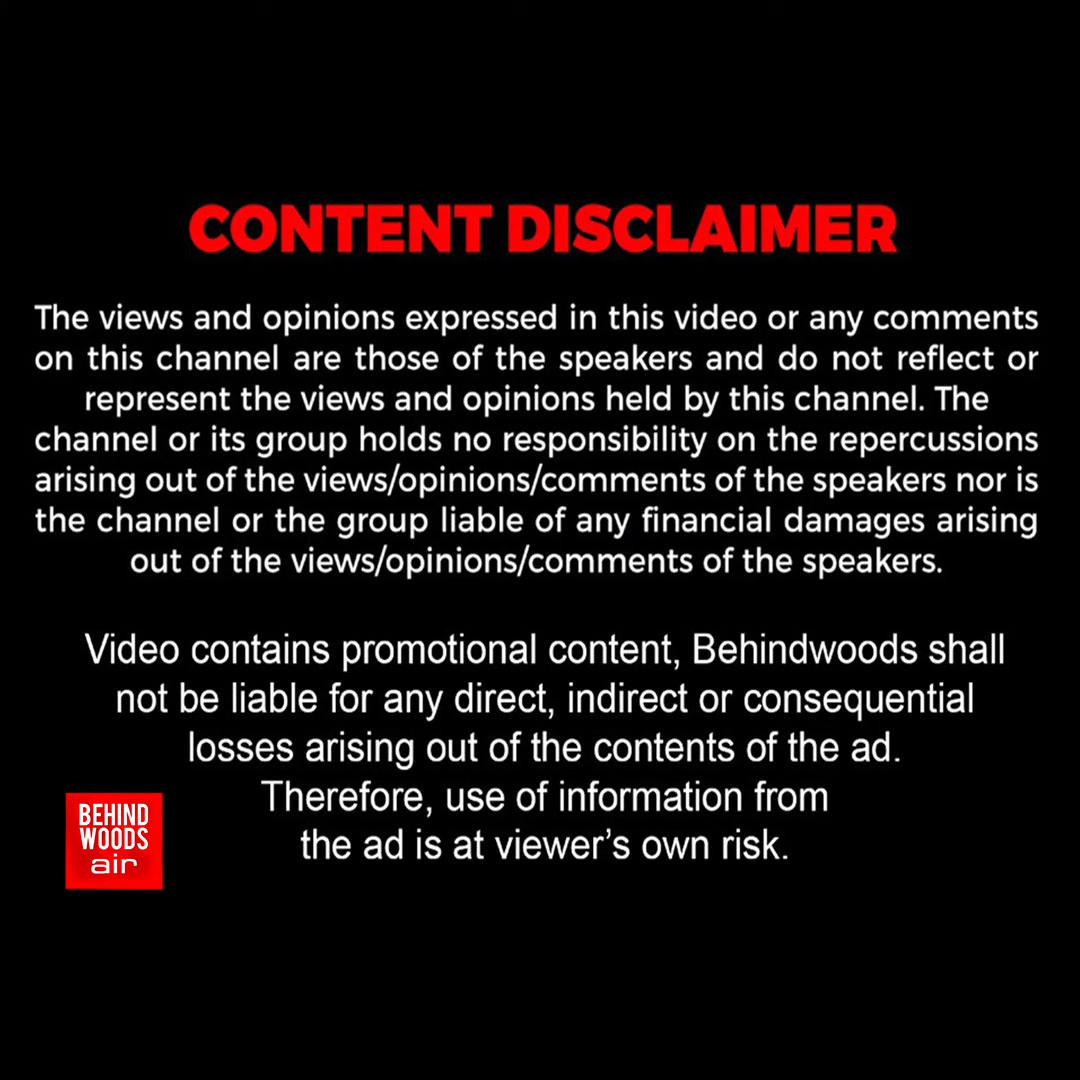 CONTENT DISCLAIMER
The views and opinions expressed in this video or any comments
on this channel are those of the speakers and do not reflect or
represent the views and opinions held by this channel. The
channel or its group holds no responsibility on the repercussions
arising out of the views/opinions/comments of the speakers nor is
the channel or the group liable of any financial damages arising
out of the views/opinions/comments of the speakers.
Video contains promotional content, Behindwoods shall
not be liable for any direct, indirect or consequential
losses arising out of the contents of the ad.
Therefore, use of information from
the ad is at viewer’s own risk.
BEHIND
WOODS
air